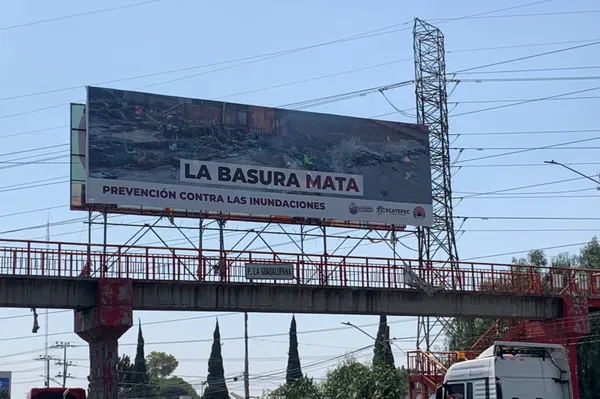 LA BASURA MATA
PREVENCIÓN CONTRA LAS INUNDACIONES
ECATEPEC
P. LA GUADALUPANA